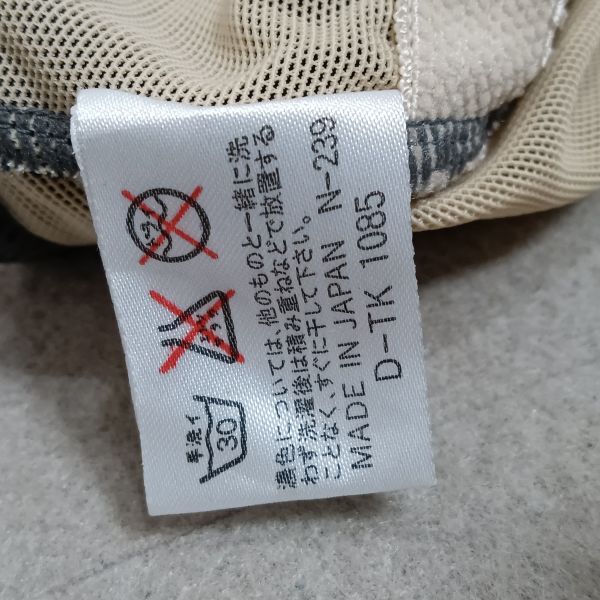 手洗イ
30
濃色については、他のものと一緒に洗
わず洗濯後は積み重ねなどで放置する
ことなく、すぐに干して下さい。
MADE IN JAPAN N-239
D-TK 1085